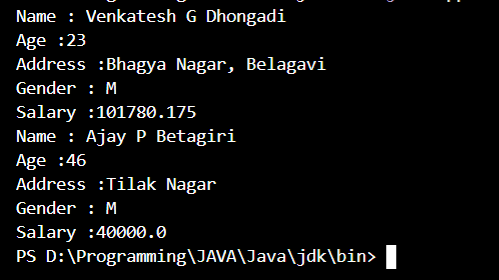 Name : Venkatesh G Dhongadi
Age :23
Address :Bhagya Nagar, Belagavi
Gender : M
Salary :101780.175
Name : Ajay P Betagiri
Age :46
Address :Tilak Nagar
Gender : M
Salary :40000.0
PS D:\Programming\JAVA\Java\jdk\bin>